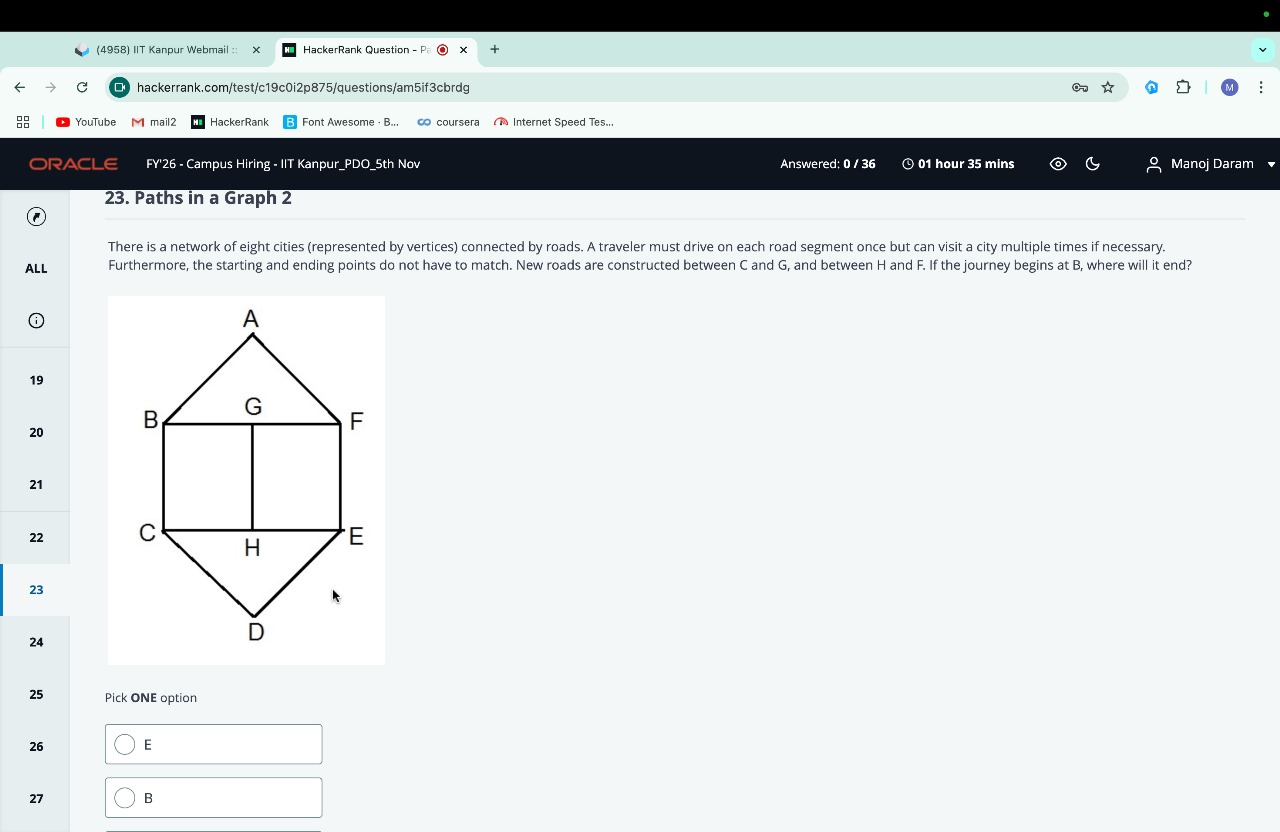 (4958) IIT Kanpur Webmail ::
HackerRank Question - Pa
hackerrank.com/test/c19c0i2p875/questions/am5if3cbrdg
M
YouTube
mail2
HackerRank
Font Awesome · B...
coursera
Internet Speed Tes...
ORACLE
FY'26 - Campus Hiring - IIT Kanpur_PDO_5th Nov
Answered: 0 / 36
01 hour 35 mins
Manoj Daram
ALL
19
20
21
22
23
24
25
26
27
23. Paths in a Graph 2
There is a network of eight cities (represented by vertices) connected by roads. A traveler must drive on each road segment once but can visit a city multiple times if necessary.
Furthermore, the starting and ending points do not have to match. New roads are constructed between C and G, and between H and F. If the journey begins at B, where will it end?
A
B
G
F
C
H
E
D
Pick ONE option
E
B